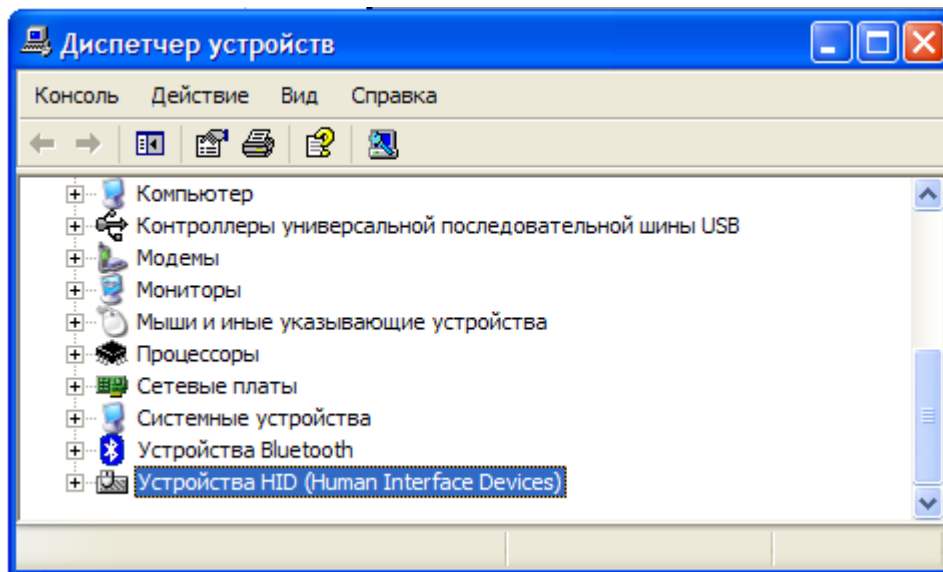 Диспетчер устройств
Консоль Действие Вид Справка
Компьютер
Контроллеры универсальной последовательной шины USB
Модемы
Мониторы
Мыши и иные указывающие устройства
Процессоры
Сетевые платы
Системные устройства
Устройства Bluetooth
Устройства HID (Human Interface Devices)